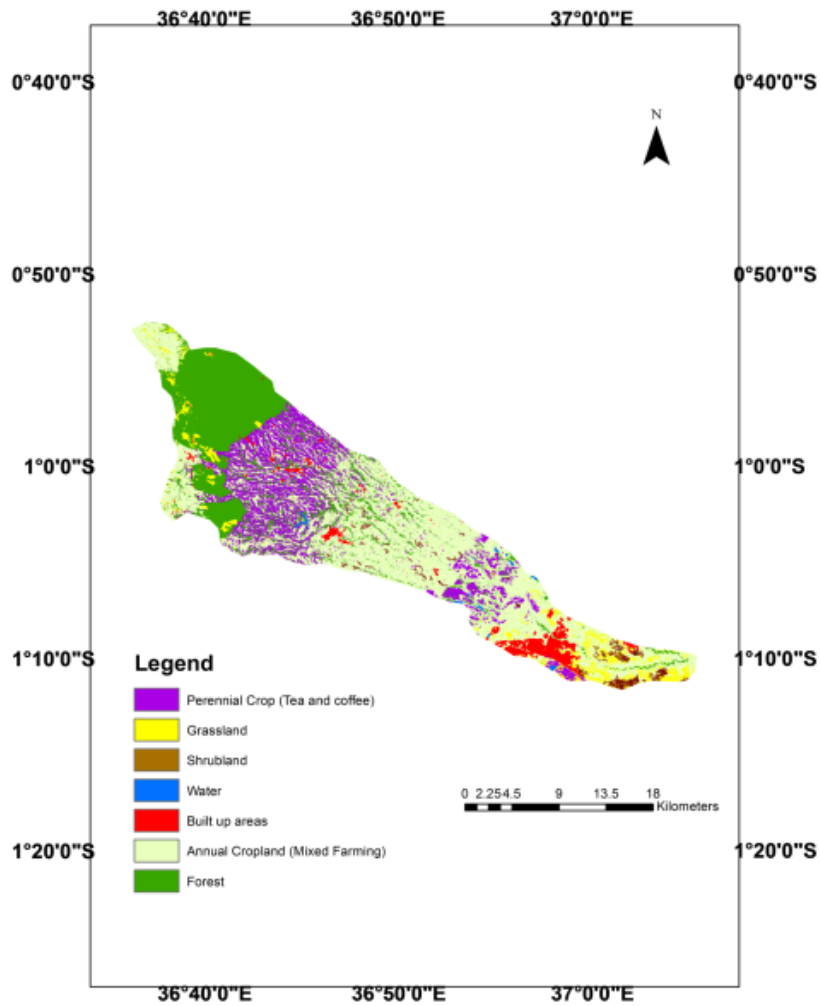 36°40'0"E 36°50'0"E 37°0'0"E
0°40'0"S 0°40'0"S
N
0°50'0"S 0°50'0"S
1°0'0"S 1°0'0"S
1°10'0"S 1°10'0"S
Legend
Perennial Crop (Tea and coffee)
Grassland
Shrubland
Water
Built up areas
Annual Cropland (Mixed Farming)
Forest
0 2.25 4.5 9 13.5 18
Kilometers
1°20'0"S 1°20'0"S
36°40'0"E 36°50'0"E 37°0'0"E